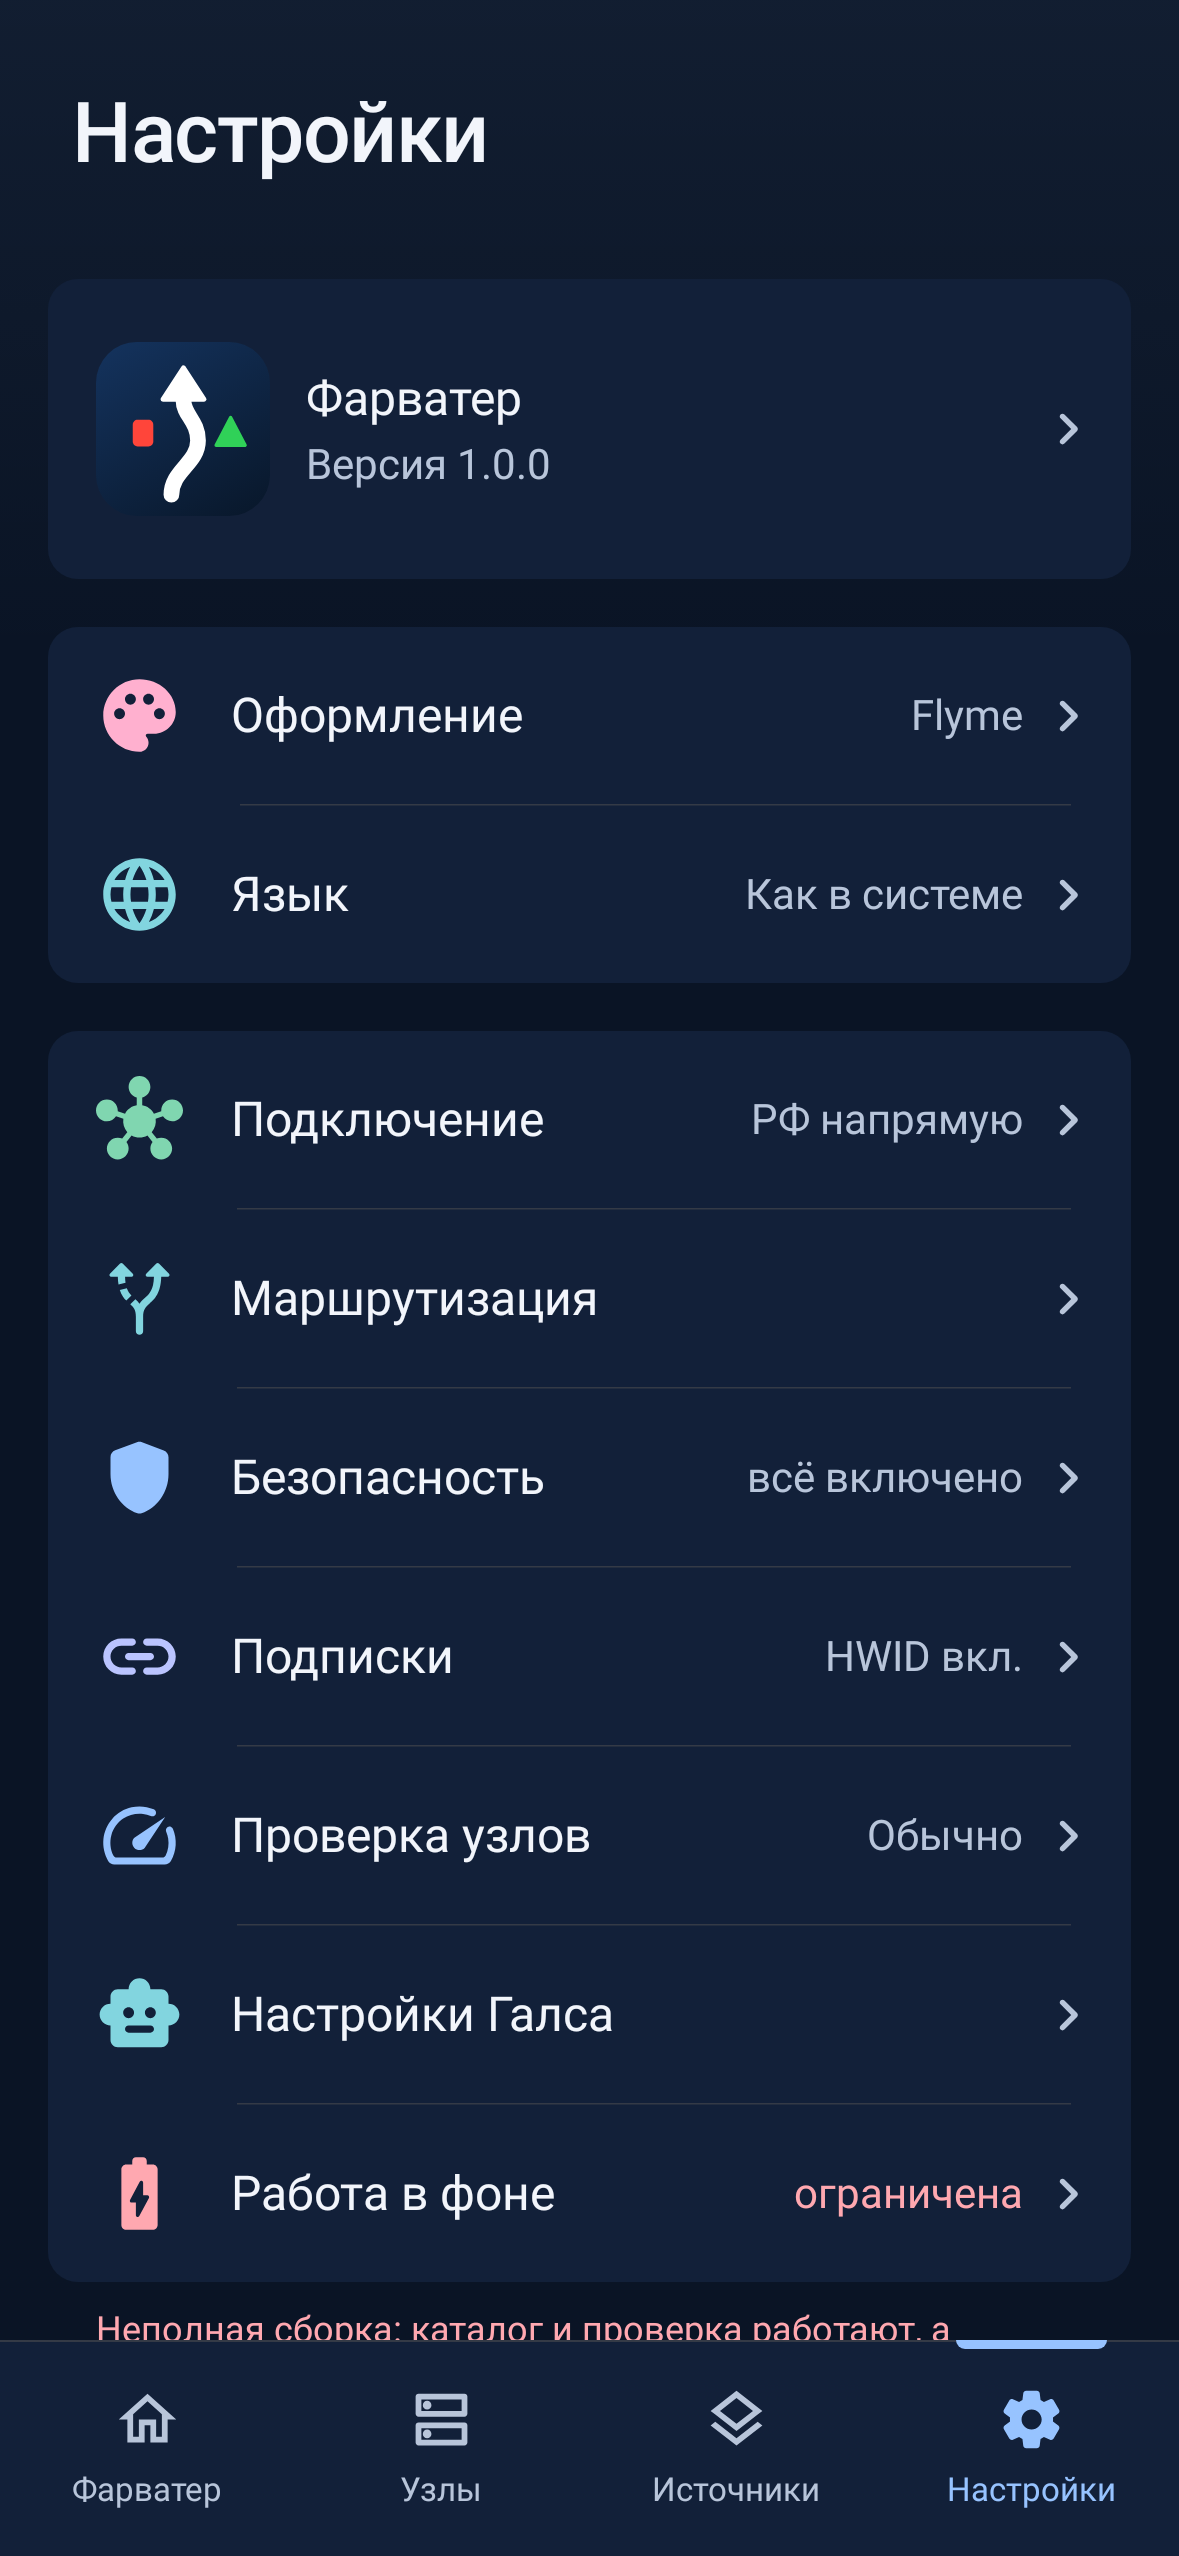 Настройки
Фарватер
Версия 1.0.0
Оформление Flyme
Язык Как в системе
Подключение РФ напрямую
Маршрутизация
Безопасность всё включено
Подписки HWID вкл.
Проверка узлов Обычно
Настройки Галса
Работа в фоне ограничена
Неполная сборка: каталог и проверка работают, а
Фарватер Узлы Источники Настройки